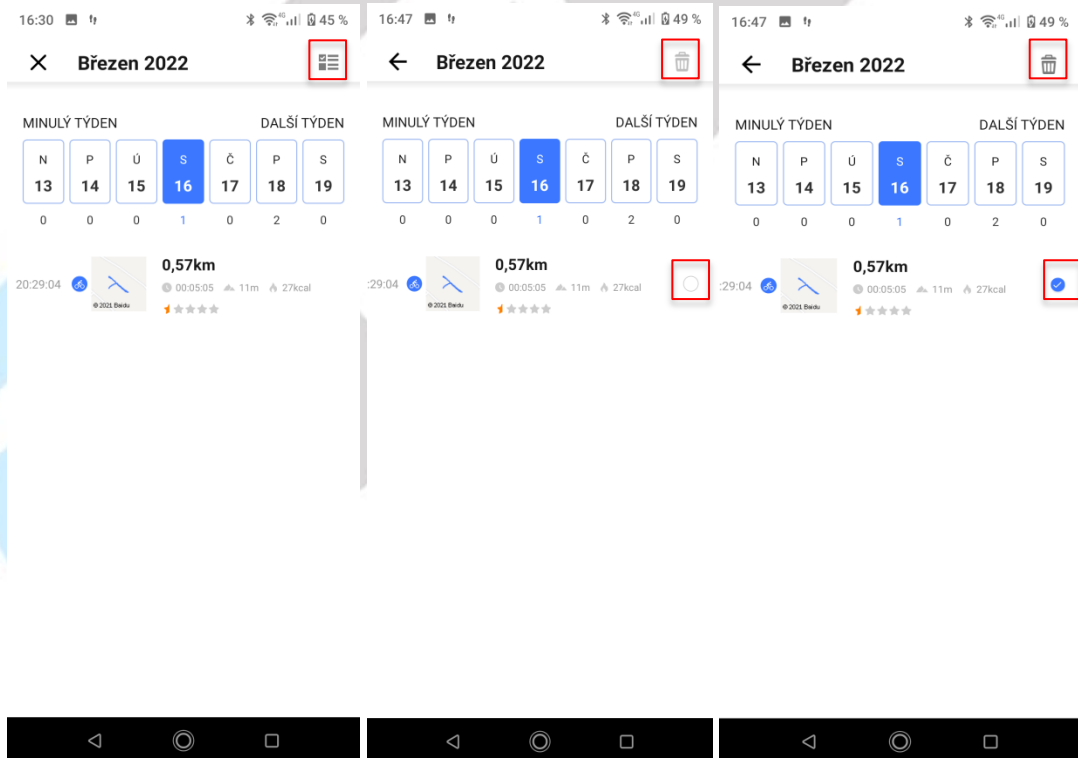 16:30 45 %
Březen 2022
MINULÝ TÝDEN DALŠÍ TÝDEN
N P Ú S Č P S
13 14 15 16 17 18 19
0 0 0 1 0 2 0
0,57km
20:29:04 00:05:05 11m 27kcal
© 2021 Baidu
16:47 4G 49 %
Březen 2022
MINULÝ TÝDEN DALŠÍ TÝDEN
N P Ú S Č P S
13 14 15 16 17 18 19
0 0 0 1 0 2 0
0,57km
:29:04 00:05:05 11m 27kcal
© 2021 Baidu
16:47 4G 49 %
Březen 2022
MINULÝ TÝDEN DALŠÍ TÝDEN
N P Ú S Č P S
13 14 15 16 17 18 19
0 0 0 1 0 2 0
0,57km
:29:04 00:05:05 11m 27kcal
© 2021 Baidu